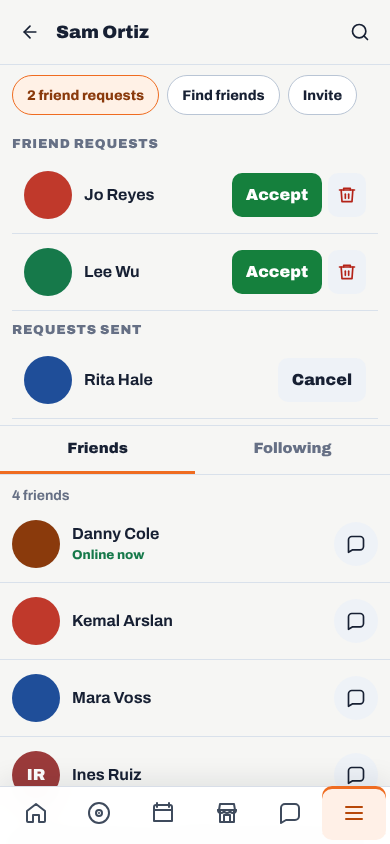 Sam Ortiz
2 friend requests
Find friends
Invite
FRIEND REQUESTS
Jo Reyes
Accept
Lee Wu
Accept
REQUESTS SENT
Rita Hale
Cancel
Friends
Following
4 friends
Danny Cole
Online now
Kemal Arslan
Mara Voss
IR
Ines Ruiz